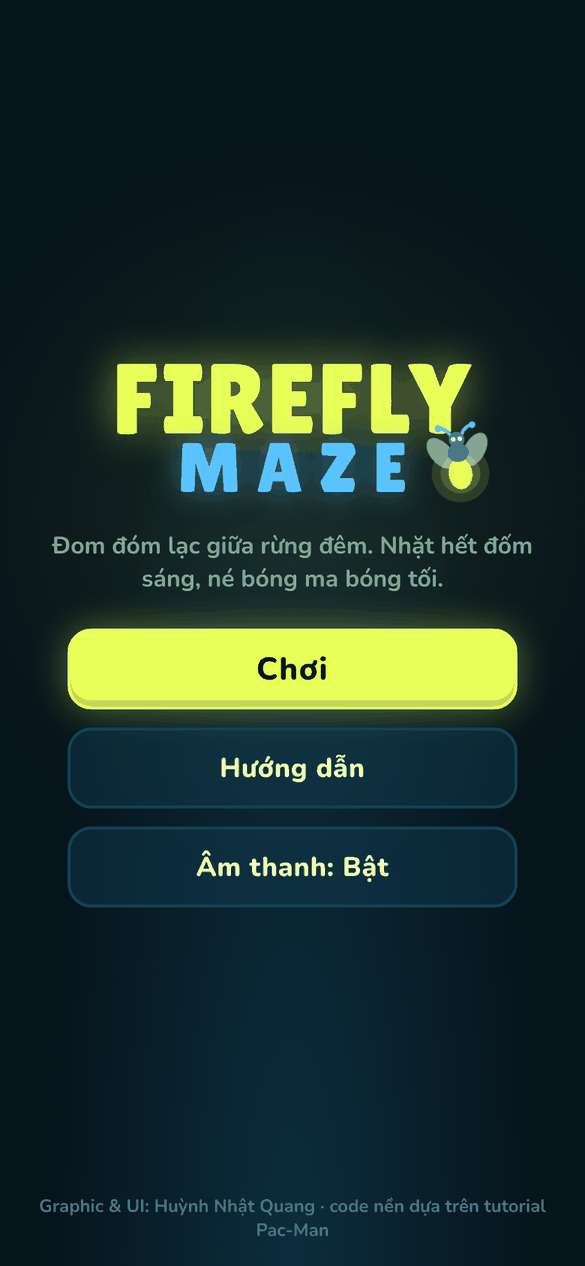 FIREFLY
MAZE
Đom đóm lạc giữa rừng đêm. Nhặt hết đốm
sáng, né bóng ma bóng tối.
Chơi
Hướng dẫn
Âm thanh: Bật
Graphic & UI: Huỳnh Nhật Quang · code nền dựa trên tutorial
Pac-Man